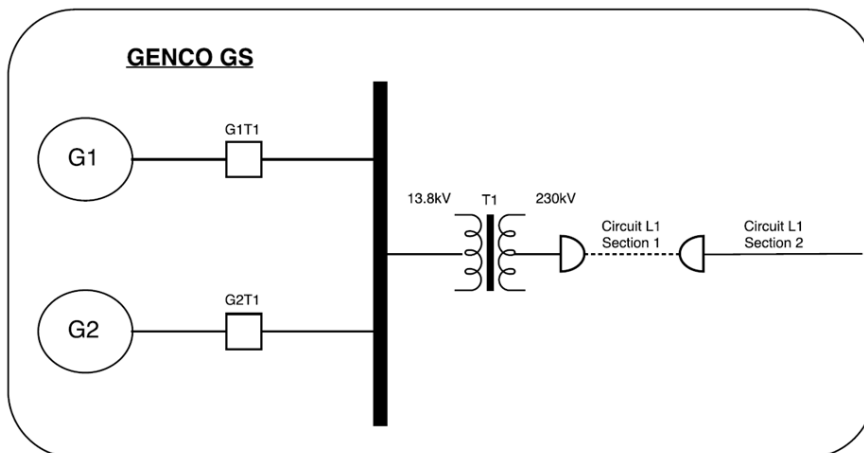 GENCO GS
G1T1
G1
13.8kV
T1
230kV
Circuit L1
Section 1
Circuit L1
Section 2
G2T1
G2